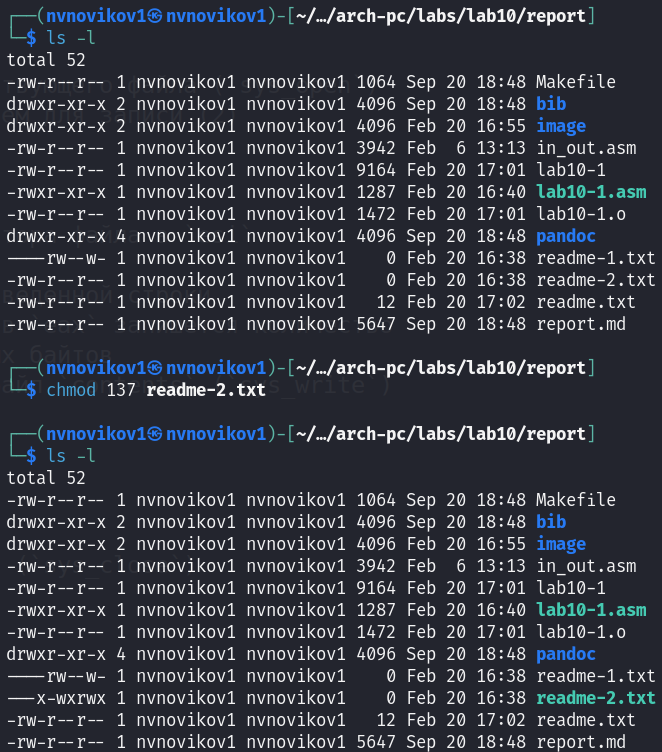 ┌──(nvnovikov1㉿nvnovikov1)-[~/…/arch-pc/labs/lab10/report]
└─$ ls -l
total 52
-rw-r--r-- 1 nvnovikov1 nvnovikov1 1064 Sep 20 18:48 Makefile
drwxr-xr-x 2 nvnovikov1 nvnovikov1 4096 Sep 20 18:48 bib
drwxr-xr-x 2 nvnovikov1 nvnovikov1 4096 Feb 20 16:55 image
-rw-r--r-- 1 nvnovikov1 nvnovikov1 3942 Feb  6 13:13 in_out.asm
-rw-r--r-- 1 nvnovikov1 nvnovikov1 9164 Feb 20 17:01 lab10-1
-rwxr-xr-x 1 nvnovikov1 nvnovikov1 1287 Feb 20 16:40 lab10-1.asm
-rw-r--r-- 1 nvnovikov1 nvnovikov1 1472 Feb 20 17:01 lab10-1.o
drwxr-xr-x 4 nvnovikov1 nvnovikov1 4096 Sep 20 18:48 pandoc
----rw--w- 1 nvnovikov1 nvnovikov1    0 Feb 20 16:38 readme-1.txt
-rw-r--r-- 1 nvnovikov1 nvnovikov1    0 Feb 20 16:38 readme-2.txt
-rw-r--r-- 1 nvnovikov1 nvnovikov1   12 Feb 20 17:02 readme.txt
-rw-r--r-- 1 nvnovikov1 nvnovikov1 5647 Sep 20 18:48 report.md
┌──(nvnovikov1㉿nvnovikov1)-[~/…/arch-pc/labs/lab10/report]
└─$ chmod 137 readme-2.txt
┌──(nvnovikov1㉿nvnovikov1)-[~/…/arch-pc/labs/lab10/report]
└─$ ls -l
total 52
-rw-r--r-- 1 nvnovikov1 nvnovikov1 1064 Sep 20 18:48 Makefile
drwxr-xr-x 2 nvnovikov1 nvnovikov1 4096 Sep 20 18:48 bib
drwxr-xr-x 2 nvnovikov1 nvnovikov1 4096 Feb 20 16:55 image
-rw-r--r-- 1 nvnovikov1 nvnovikov1 3942 Feb  6 13:13 in_out.asm
-rw-r--r-- 1 nvnovikov1 nvnovikov1 9164 Feb 20 17:01 lab10-1
-rwxr-xr-x 1 nvnovikov1 nvnovikov1 1287 Feb 20 16:40 lab10-1.asm
-rw-r--r-- 1 nvnovikov1 nvnovikov1 1472 Feb 20 17:01 lab10-1.o
drwxr-xr-x 4 nvnovikov1 nvnovikov1 4096 Sep 20 18:48 pandoc
----rw--w- 1 nvnovikov1 nvnovikov1    0 Feb 20 16:38 readme-1.txt
---x-wxrwx 1 nvnovikov1 nvnovikov1    0 Feb 20 16:38 readme-2.txt
-rw-r--r-- 1 nvnovikov1 nvnovikov1   12 Feb 20 17:02 readme.txt
-rw-r--r-- 1 nvnovikov1 nvnovikov1 5647 Sep 20 18:48 report.md